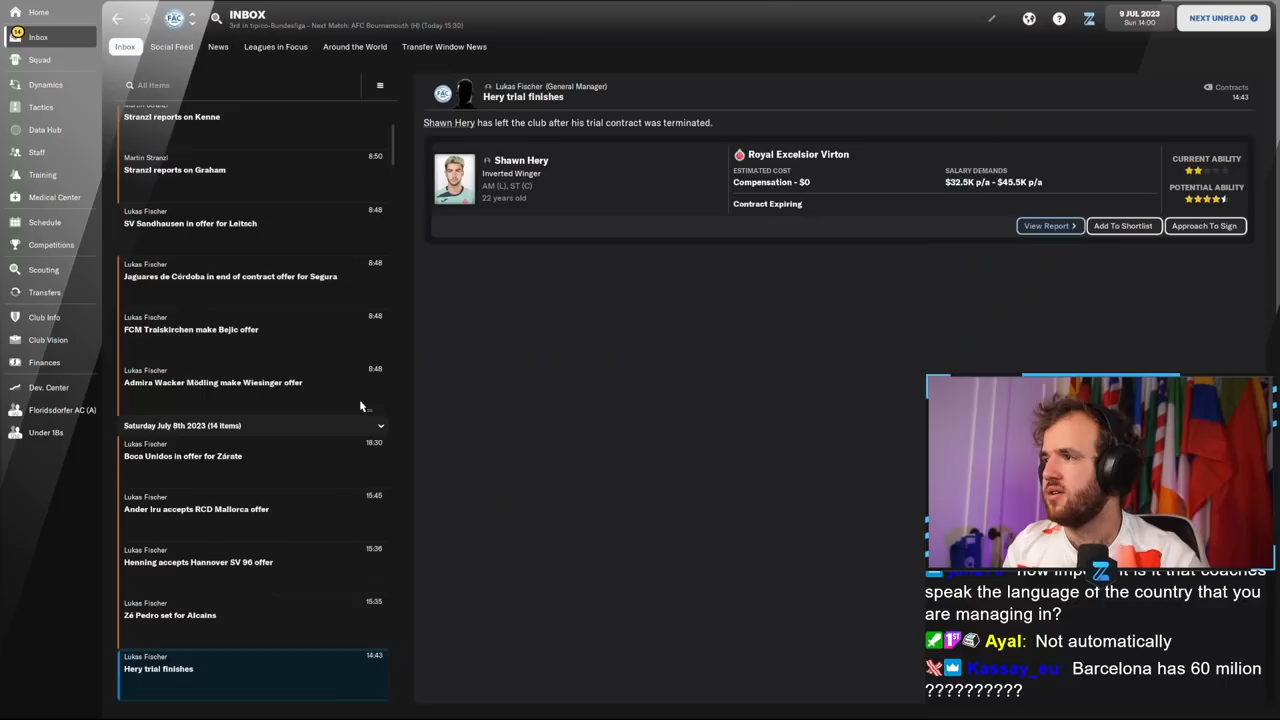 Home
14
Inbox
Squad
Dynamics
Tactics
Data Hub
Staff
Training
Medical Center
Schedule
Competitions
Scouting
Transfers
Club Info
Club Vision
Finances
Dev. Center
Floridsdorfer AC (A)
Under 18s
FAC
INBOX
3rd in tipico-Bundesliga - Next Match: AFC Bournemouth (H) (Today 15:30)
9 JUL 2023
Sun 14:00
NEXT UNREAD
Inbox
Social Feed
News
Leagues in Focus
Around the World
Transfer Window News
All Items
Martin Stranzl
Stranzl reports on Kenne
Martin Stranzl
8:50
Stranzl reports on Graham
Lukas Fischer
8:48
SV Sandhausen in offer for Leitsch
Lukas Fischer
8:48
Jaguares de Córdoba in end of contract offer for Segura
Lukas Fischer
8:48
FCM Traiskirchen make Bejic offer
Lukas Fischer
8:48
Admira Wacker Mödling make Wiesinger offer
Saturday July 8th 2023 (14 items)
Lukas Fischer
18:30
Boca Unidos in offer for Zárate
Lukas Fischer
15:45
Ander Iru accepts RCD Mallorca offer
Lukas Fischer
15:36
Henning accepts Hannover SV 96 offer
Lukas Fischer
15:35
Zé Pedro set for Alcains
Lukas Fischer
14:43
Hery trial finishes
Lukas Fischer (General Manager)
Hery trial finishes
Contracts
14:43
Shawn Hery has left the club after his trial contract was terminated.
Shawn Hery
Inverted Winger
AM (L), ST (C)
22 years old
Royal Excelsior Virton
ESTIMATED COST
Compensation - $0
SALARY DEMANDS
$32.5K p/a - $45.5K p/a
Contract Expiring
CURRENT ABILITY
POTENTIAL ABILITY
View Report
Add To Shortlist
Approach To Sign
it is it that coaches
speak the language of the country that you
are managing in?
Ayal: Not automatically
Kassay_eu: Barcelona has 60 milion
??????????